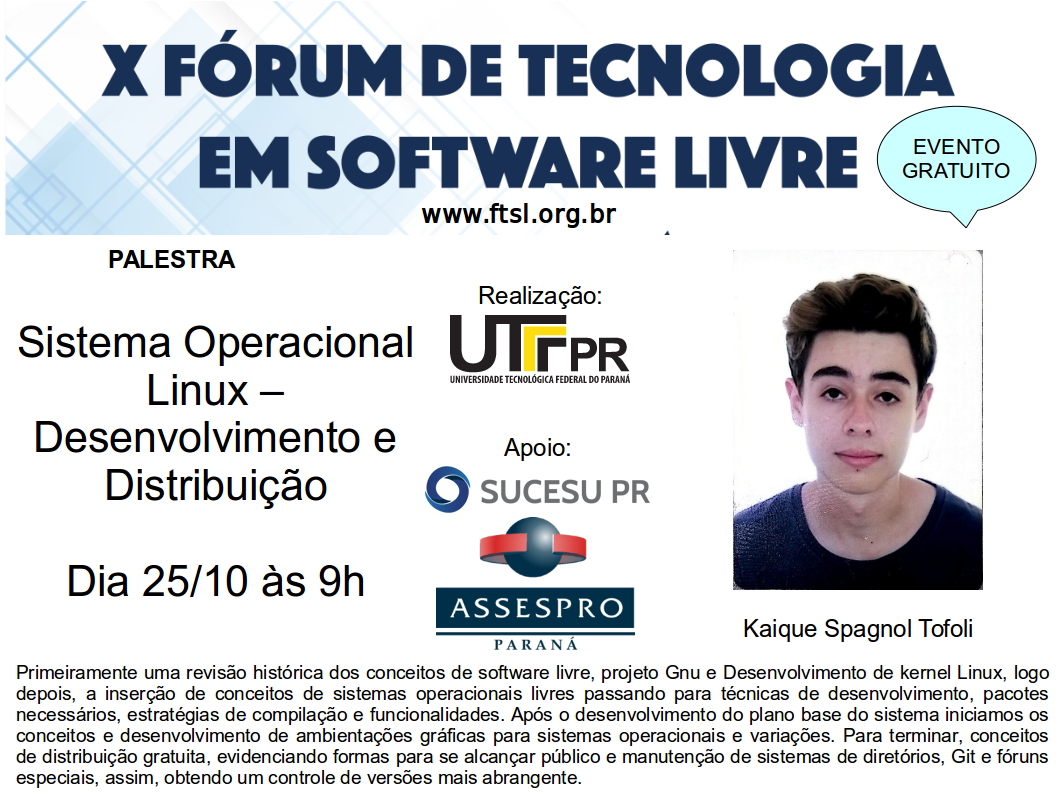 X FÓRUM DE TECNOLOGIA
EM SOFTWARE LIVRE
www.ftsl.org.br
EVENTO
GRATUITO
PALESTRA
Sistema Operacional
Linux –
Desenvolvimento e
Distribuição
Dia 25/10 às 9h
Realização:
UTFPR
UNIVERSIDADE TECNOLÓGICA FEDERAL DO PARANÁ
Apoio:
SUCESU PR
ASSESPRO
PARANÁ
Kaique Spagnol Tofoli
Primeiramente uma revisão histórica dos conceitos de software livre, projeto Gnu e Desenvolvimento de kernel Linux, logo
depois, a inserção de conceitos de sistemas operacionais livres passando para técnicas de desenvolvimento, pacotes
necessários, estratégias de compilação e funcionalidades. Após o desenvolvimento do plano base do sistema iniciamos os
conceitos e desenvolvimento de ambientações gráficas para sistemas operacionais e variações. Para terminar, conceitos
de distribuição gratuita, evidenciando formas para se alcançar público e manutenção de sistemas de diretórios, Git e fóruns
especiais, assim, obtendo um controle de versões mais abrangente.